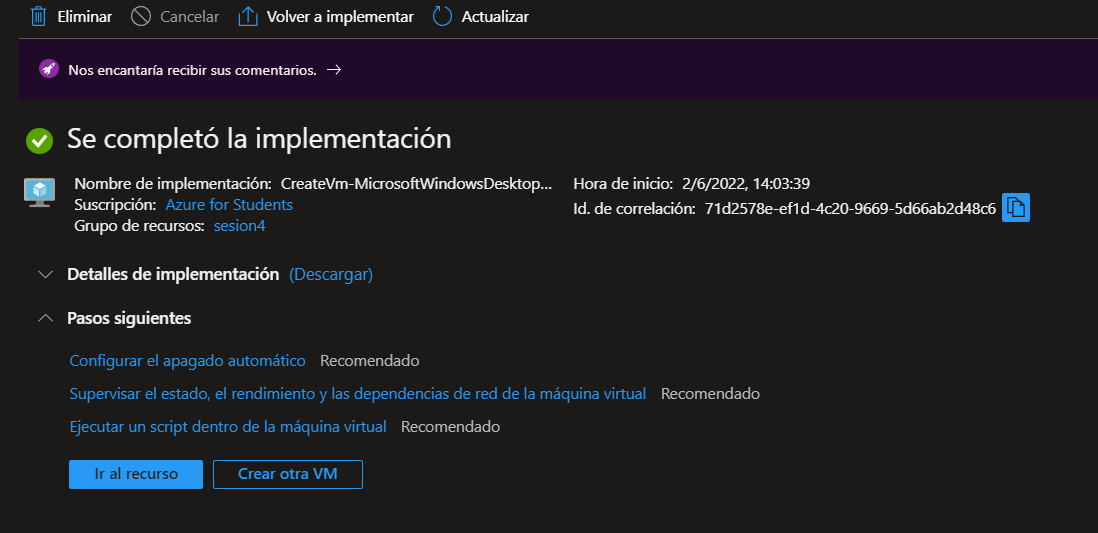 Eliminar Cancelar Volver a implementar Actualizar
Nos encantaría recibir sus comentarios. →
Se completó la implementación
Nombre de implementación: CreateVm-MicrosoftWindowsDesktop...
Suscripción: Azure for Students
Grupo de recursos: sesion4
Hora de inicio: 2/6/2022, 14:03:39
Id. de correlación: 71d2578e-ef1d-4c20-9669-5d66ab2d48c6
Detalles de implementación (Descargar)
Pasos siguientes
Configurar el apagado automático Recomendado
Supervisar el estado, el rendimiento y las dependencias de red de la máquina virtual Recomendado
Ejecutar un script dentro de la máquina virtual Recomendado
Ir al recurso Crear otra VM